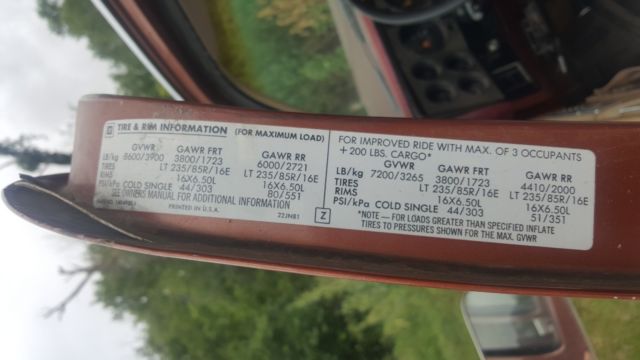 TIRE & RIM INFORMATION (FOR MAXIMUM LOAD)
GVWR GAWR FRT GAWR RR
LB/kg 8600/3900 3800/1723 6000/2721
TIRES LT 235/85R/16E LT 235/85R/16E
RIMS 16X6.50L 16X6.50L
PSI/kPa COLD SINGLE 44/303 80/551
SEE OWNERS MANUAL FOR ADDITIONAL INFORMATION
PRINTED IN U.S.A.
Z
FOR IMPROVED RIDE WITH MAX. OF 3 OCCUPANTS
+ 200 LBS. CARGO*
GVWR GAWR FRT GAWR RR
LB/kg 7200/3265 3800/1723 4410/2000
TIRES LT 235/85R/16E LT 235/85R/16E
RIMS 16X6.50L 16X6.50L
PSI/kPa COLD SINGLE 44/303 51/351
*NOTE — FOR LOADS GREATER THAN SPECIFIED INFLATE
TIRES TO PRESSURES SHOWN FOR THE MAX. GVWR